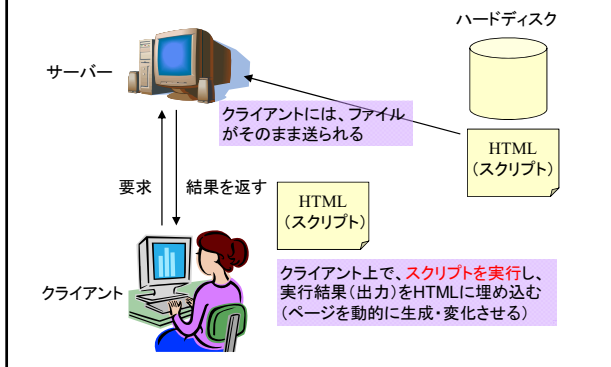 ハードディスク
サーバー
クライアントには、ファイル
がそのまま送られる
HTML
（スクリプト）
要求
結果を返す
HTML
（スクリプト）
クライアント
クライアント上で、スクリプトを実行し、
実行結果（出力）をHTMLに埋め込む
（ページを動的に生成・変化させる）